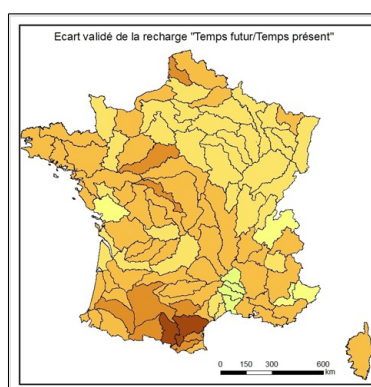 Ecart validé de la recharge "Temps futur/Temps présent"
0 150 300 600
km